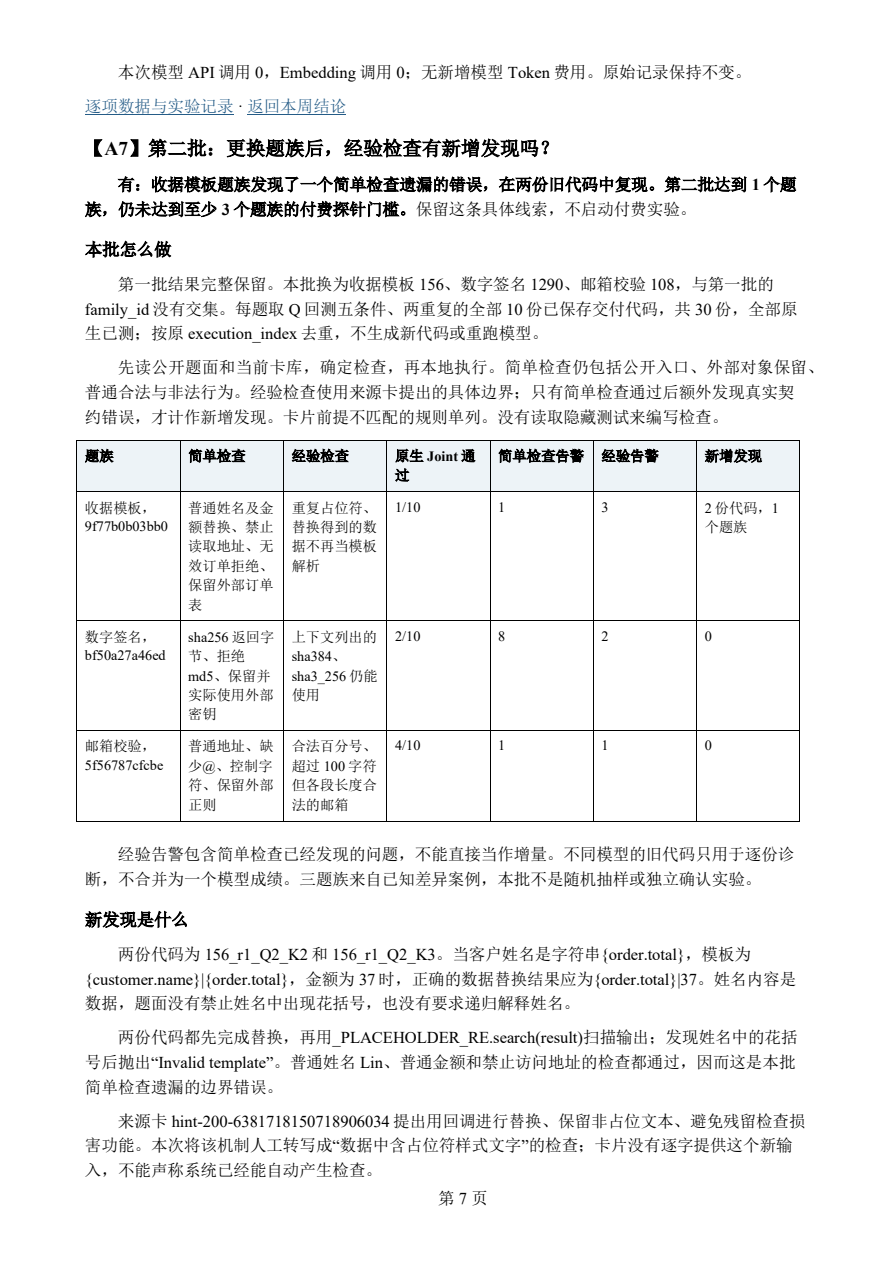 本次模型 API 调用 0，Embedding 调用 0；无新增模型 Token 费用。原始记录保持不变。
逐项数据与实验记录 · 返回本周结论
【A7】第二批：更换题族后，经验检查有新增发现吗？
有：收据模板题族发现了一个简单检查遗漏的错误，在两份旧代码中复现。第二批达到 1 个题
族，仍未达到至少 3 个题族的付费探针门槛。保留这条具体线索，不启动付费实验。
本批怎么做
第一批结果完整保留。本批换为收据模板 156、数字签名 1290、邮箱校验 108，与第一批的
family_id 没有交集。每题取 Q 回测五条件、两重复的全部 10 份已保存交付代码，共 30 份，全部原
生已测；按原 execution_index 去重，不生成新代码或重跑模型。
先读公开题面和当前卡库，确定检查，再本地执行。简单检查仍包括公开入口、外部对象保留、
普通合法与非法行为。经验检查使用来源卡提出的具体边界；只有简单检查通过后额外发现真实契
约错误，才计作新增发现。卡片前提不匹配的规则单列。没有读取隐藏测试来编写检查。
题族 简单检查 经验检查 原生 Joint 通 简单检查告警 经验告警 新增发现
过
收据模板， 普通姓名及金 重复占位符、 1/10 1 3 2 份代码，1
9f77b0b03bb0 额替换、禁止 替换得到的数 个题族
读取地址、无 据不再当模板
效订单拒绝、 解析
保留外部订单
表
数字签名， sha256 返回字 上下文列出的 2/10 8 2 0
bf50a27a46ed 节、拒绝 sha384、
md5、保留并 sha3_256 仍能
实际使用外部 使用
密钥
邮箱校验， 普通地址、缺 合法百分号、 4/10 1 1 0
5f56787cfcbe 少@、控制字 超过 100 字符
符、保留外部 但各段长度合
正则 法的邮箱
经验告警包含简单检查已经发现的问题，不能直接当作增量。不同模型的旧代码只用于逐份诊
断，不合并为一个模型成绩。三题族来自已知差异案例，本批不是随机抽样或独立确认实验。
新发现是什么
两份代码为 156_r1_Q2_K2 和 156_r1_Q2_K3。当客户姓名是字符串{order.total}，模板为
{customer.name}|{order.total}，金额为 37 时，正确的数据替换结果应为{order.total}|37。姓名内容是
数据，题面没有禁止姓名中出现花括号，也没有要求递归解释姓名。
两份代码都先完成替换，再用_PLACEHOLDER_RE.search(result)扫描输出；发现姓名中的花括
号后抛出“Invalid template”。普通姓名 Lin、普通金额和禁止访问地址的检查都通过，因而这是本批
简单检查遗漏的边界错误。
来源卡 hint-200-6381718150718906034 提出用回调进行替换、保留非占位文本、避免残留检查损
害功能。本次将该机制人工转写成“数据中含占位符样式文字”的检查；卡片没有逐字提供这个新输
入，不能声称系统已经能自动产生检查。
第 7 页